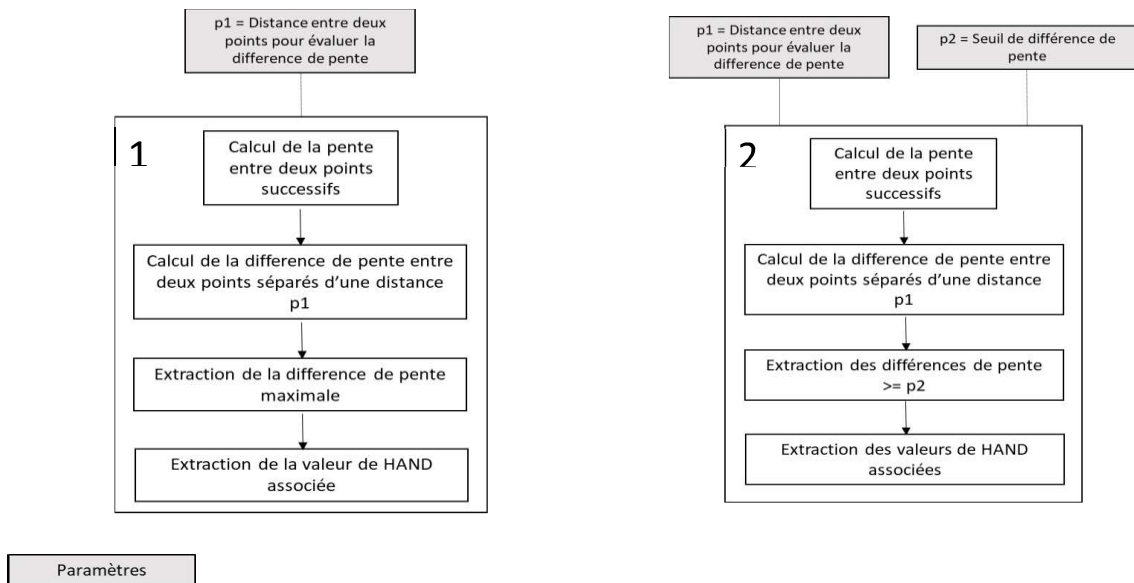 p1 = Distance entre deux
points pour évaluer la
difference de pente
1
Calcul de la pente
entre deux points
successifs
Calcul de la difference de pente entre
deux points séparés d'une distance
p1
Extraction de la difference de pente
maximale
Extraction de la valeur de HAND
associée
p1 = Distance entre deux
points pour évaluer la
difference de pente
p2 = Seuil de différence de
pente
2
Calcul de la pente
entre deux points
successifs
Calcul de la difference de pente entre
deux points séparés d'une distance
p1
Extraction des différences de pente
>= p2
Extraction des valeurs de HAND
associées
Paramètres